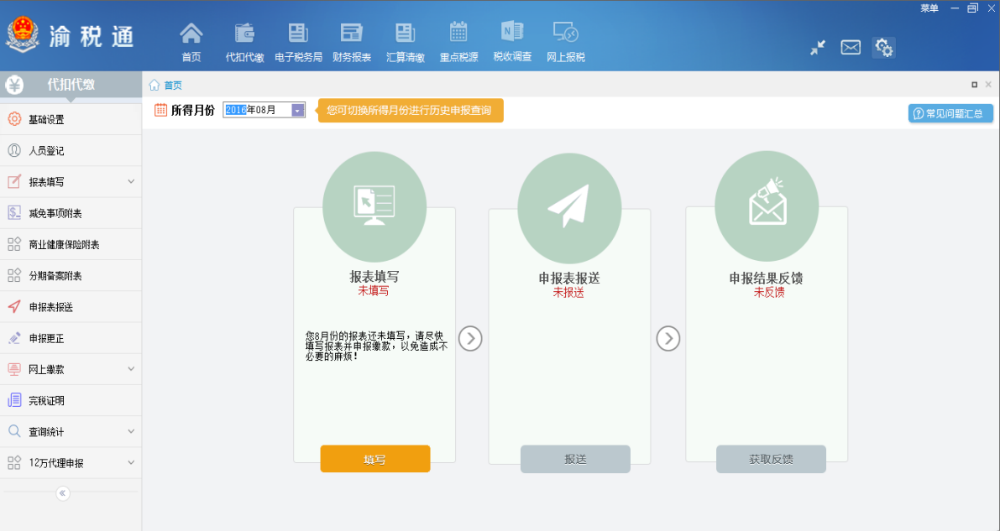 菜单
渝税通
首页 代扣代缴 电子税务局 财务报表 汇算清缴 重点税源 税收调查 网上报税
代扣代缴
首页
所得月份 2016年08月 您可切换所得月份进行历史申报查询 常见问题汇总
基础设置
人员登记
报表填写
减免事项附表
商业健康保险附表
分期备案附表
申报表报送
申报更正
网上缴款
完税证明
查询统计
12万代理申报
报表填写
未填写
您8月份的报表还未填写，请尽快
填写报表并申报缴款，以免造成不
必要的麻烦！
填写
申报表报送
未报送
报送
申报结果反馈
未反馈
获取反馈